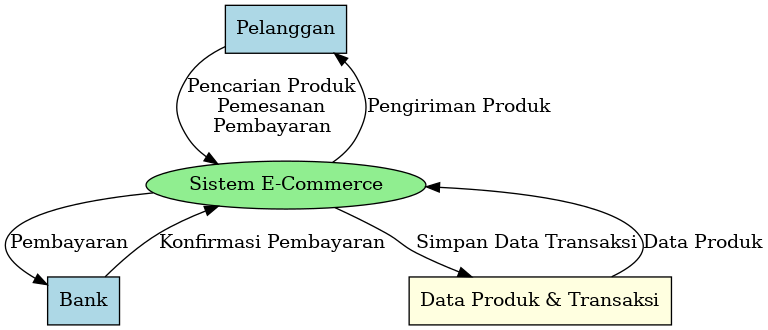 Pelanggan
Pencarian Produk
Pemesanan
Pembayaran
Pengiriman Produk
Sistem E-Commerce
Pembayaran
Konfirmasi Pembayaran
Simpan Data Transaksi
Data Produk
Bank
Data Produk & Transaksi